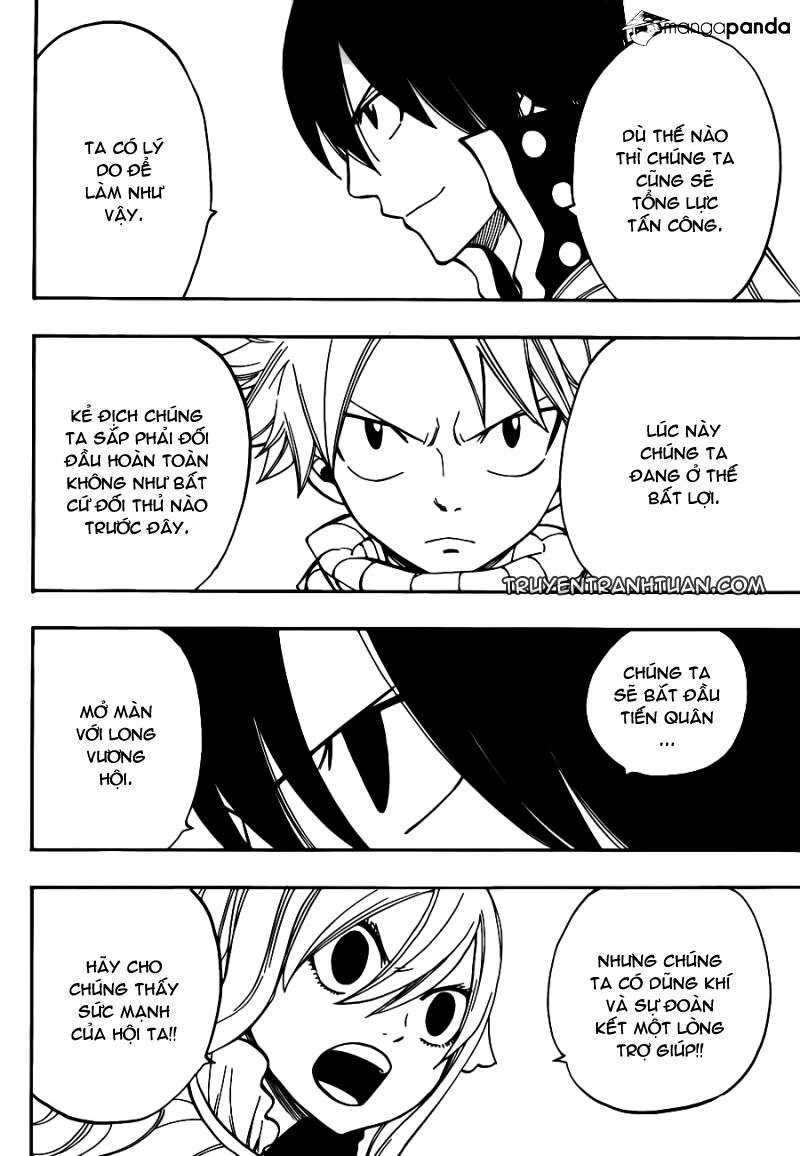 mangapanda
DÙ THẾ NÀO
THÌ CHÚNG TA
CŨNG SẼ
TỔNG LỰC
TẤN CÔNG.
TA CÓ LÝ
DO ĐỂ
LÀM NHƯ
VẬY.
LÚC NÀY
CHÚNG TA
ĐANG Ở THẾ
BẤT LỢI.
KẺ ĐỊCH CHÚNG
TA SẮP PHẢI ĐỐI
ĐẦU HOÀN TOÀN
KHÔNG NHƯ BẤT
CỨ ĐỐI THỦ NÀO
TRƯỚC ĐÂY.
TRUYENTRANHTUAN.COM
CHÚNG TA
SẼ BẮT ĐẦU
TIẾN QUÂN
...
MỞ MÀN
VỚI LONG
VƯƠNG
HỘI.
NHƯNG CHÚNG
TA CÓ DŨNG KHÍ
VÀ SỰ ĐOÀN
KẾT MỘT LÒNG
TRỢ GIÚP!!
HÃY CHO
CHÚNG THẤY
SỨC MẠNH
CỦA HỘI TA!!